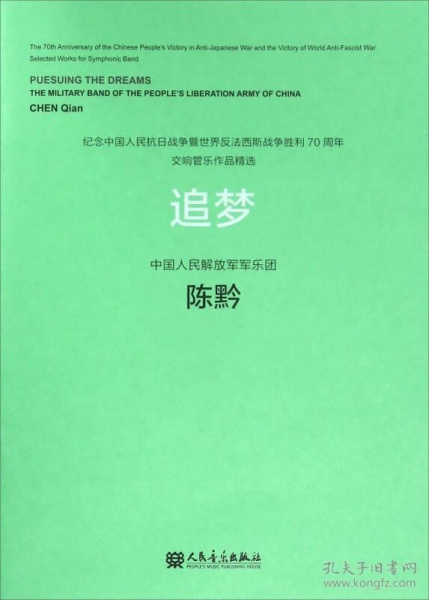 The 70th Anniversary of the Chinese People's Victory in Anti-Japanese War and the Victory of World Anti-Fascist War
Selected Works for Symphonic Band
PUESUING THE DREAMS
THE MILITARY BAND OF THE PEOPLE'S LIBERATION ARMY OF CHINA
CHEN Qian
纪念中国人民抗日战争暨世界反法西斯战争胜利 70 周年
交响管乐作品精选
追梦
中国人民解放军军乐团
陈黔
人民音乐出版社
PEOPLE'S MUSIC PUBLISHING HOUSE
孔夫子旧书网
www.kongfz.com